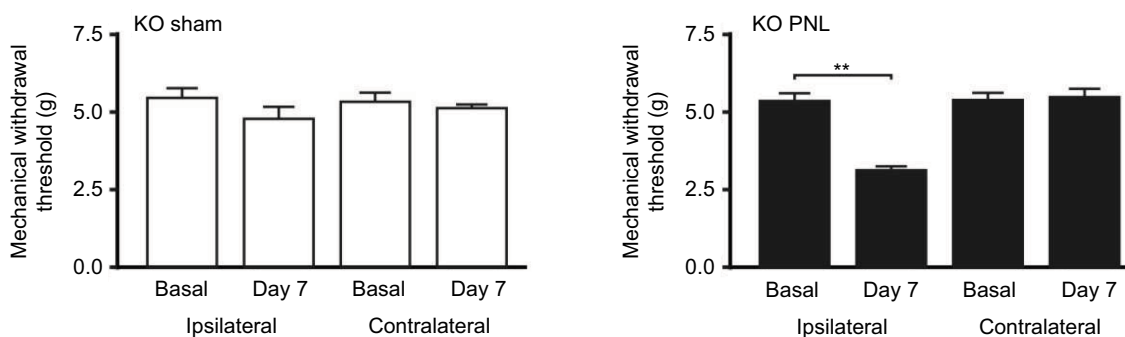 KO sham
7.5
5.0
2.5
0.0
Mechanical withdrawal
threshold (g)
Basal
Day 7
Basal
Day 7
Ipsilateral
Contralateral
KO PNL
7.5
5.0
2.5
0.0
Mechanical withdrawal
threshold (g)
**
Basal
Day 7
Basal
Day 7
Ipsilateral
Contralateral